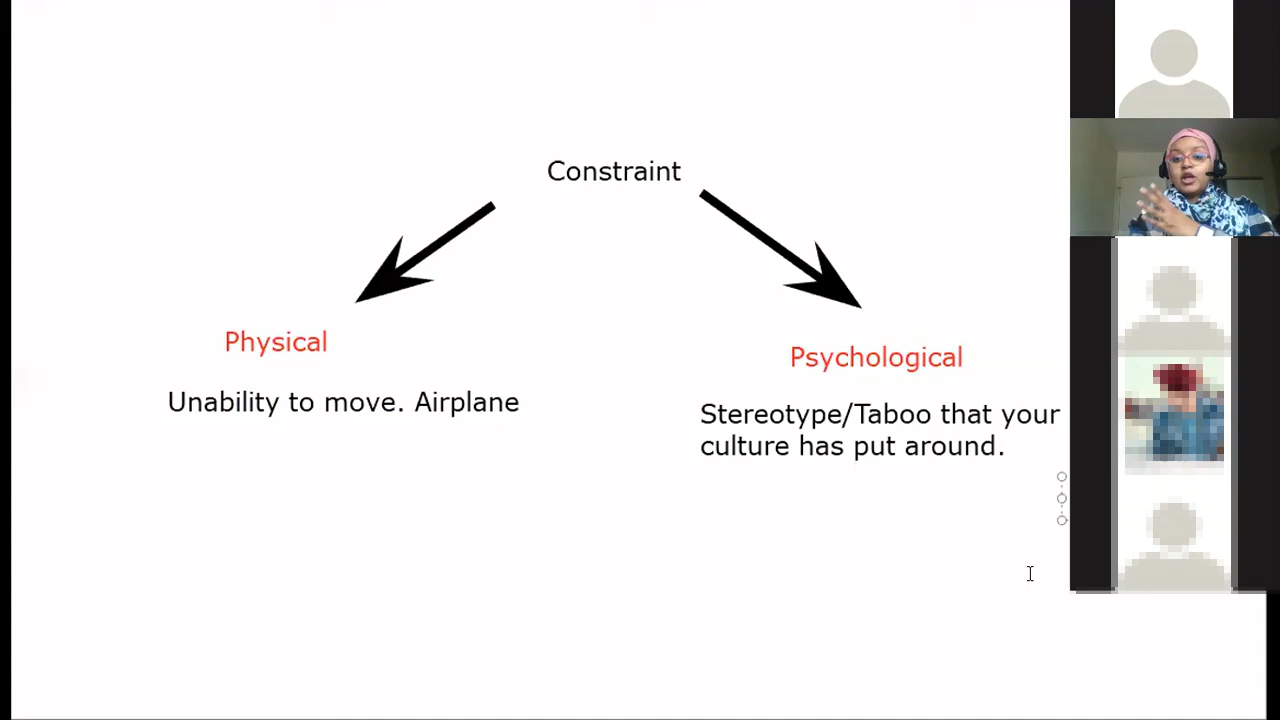 Constraint
Physical
Psychological
Unability to move. Airplane
Stereotype/Taboo that your
culture has put around.